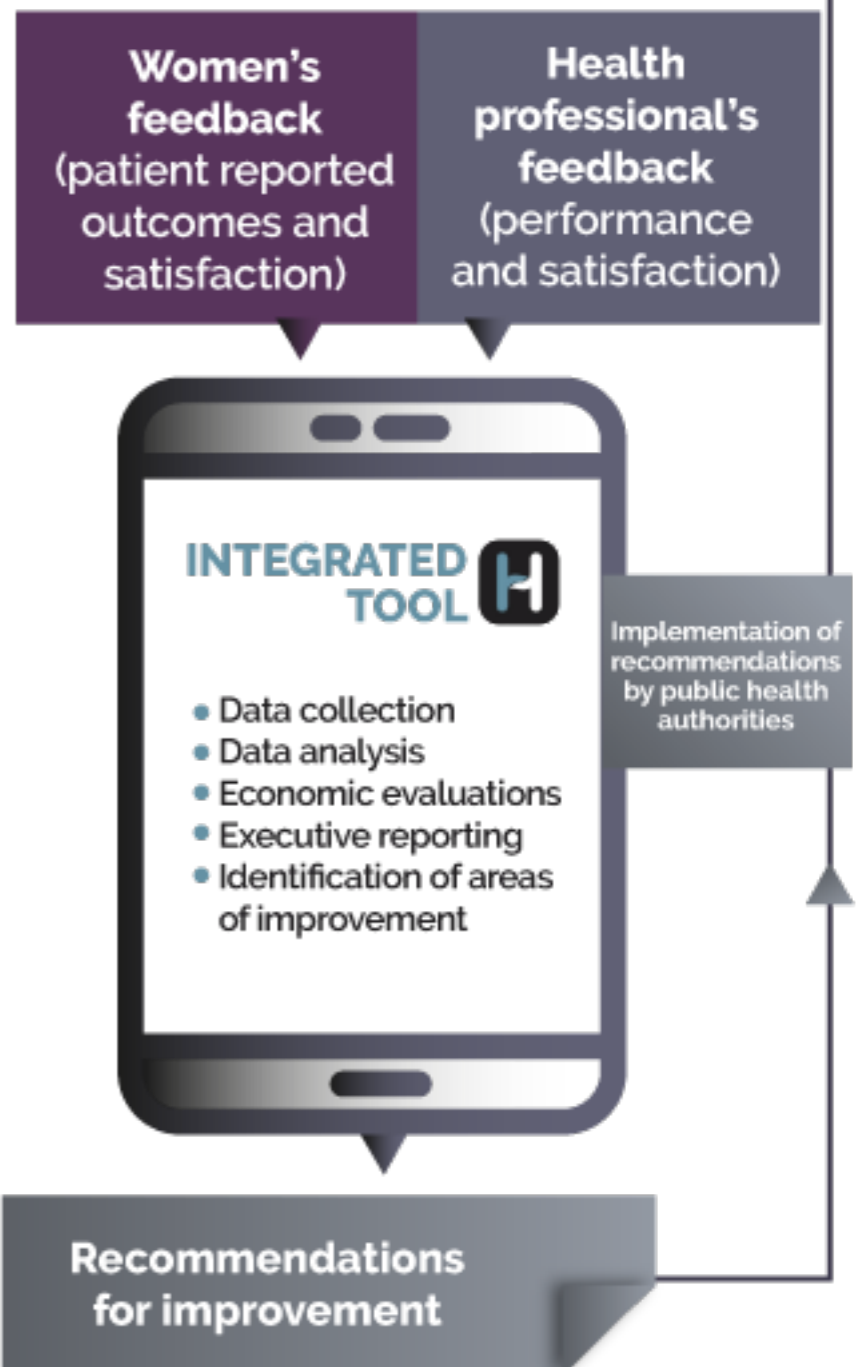 Women's
feedback
(patient reported
outcomes and
satisfaction)
Health
professional's
feedback
(performance
and satisfaction)
INTEGRATED
TOOL
H
• Data collection
• Data analysis
• Economic evaluations
• Executive reporting
• Identification of areas
of improvement
Implementation of
recommendations
by public health
authorities
Recommendations
for improvement